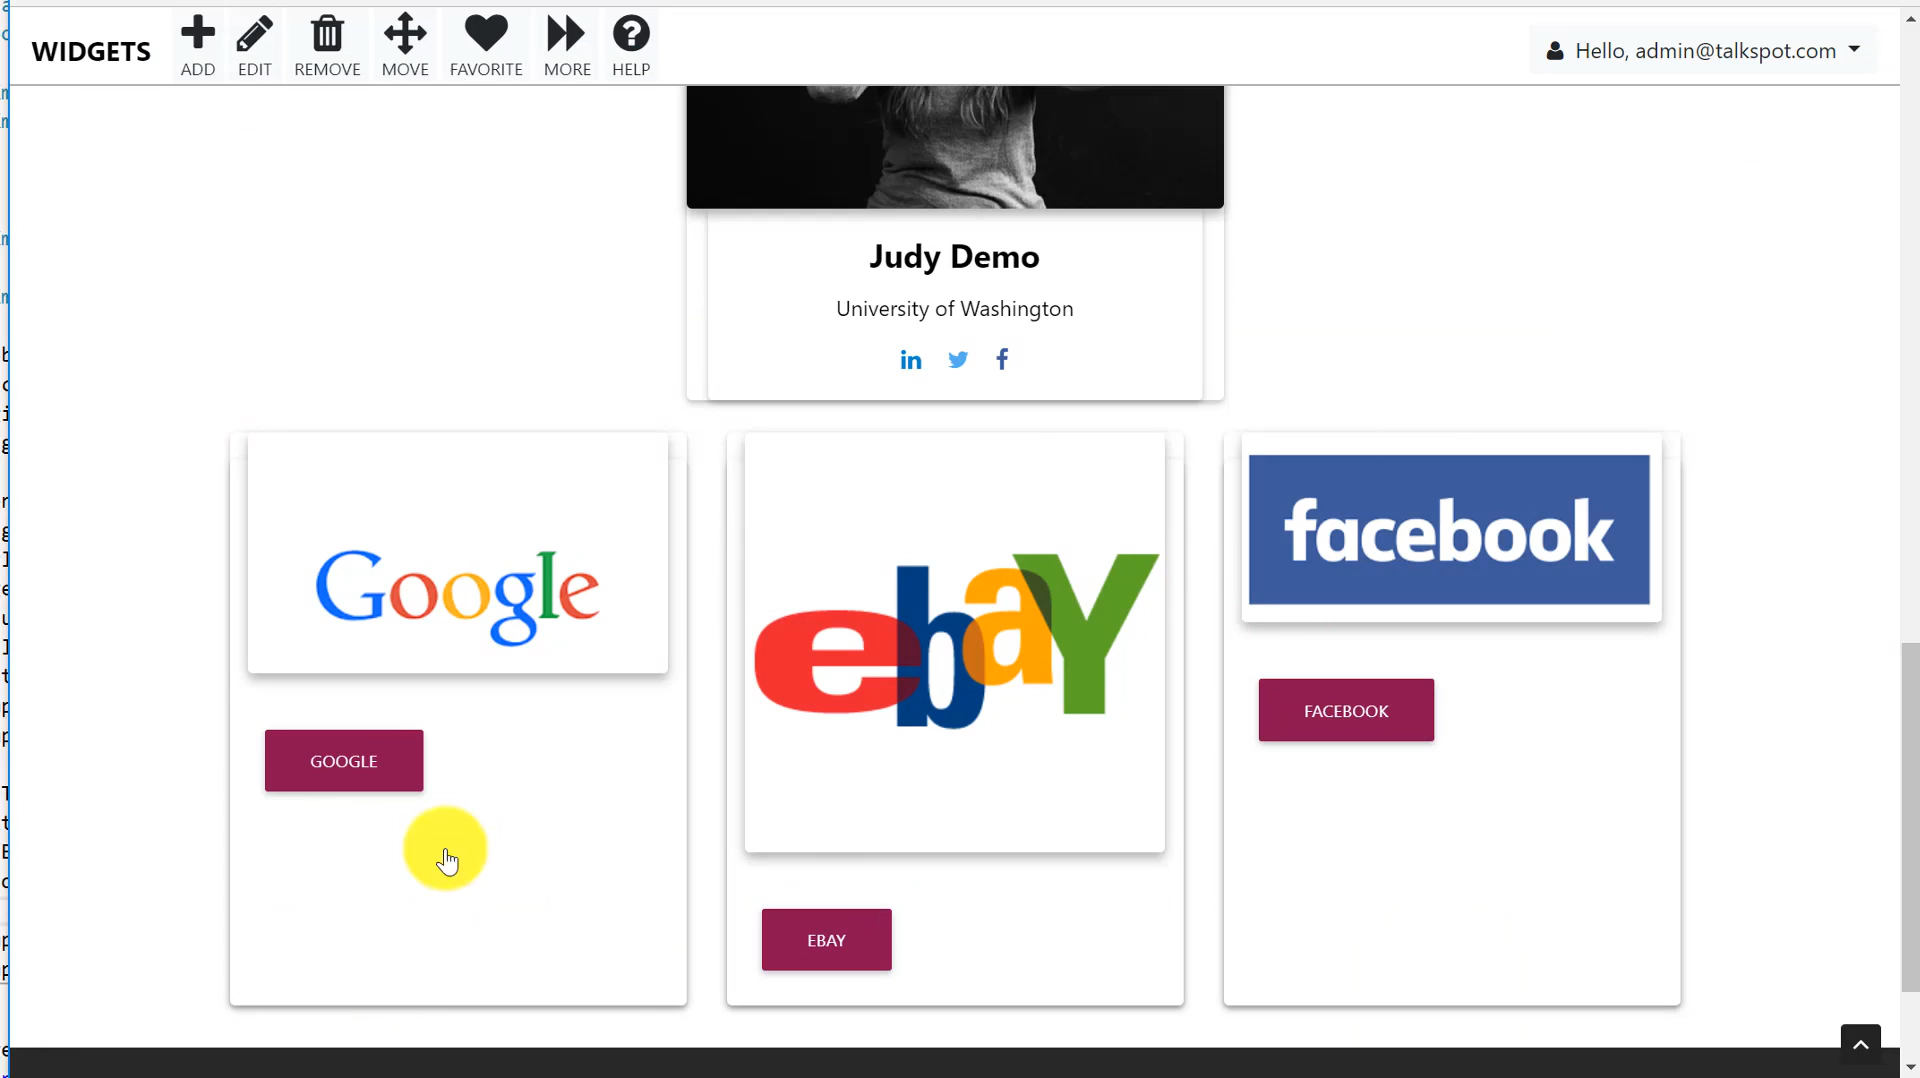 WIDGETS
ADD
EDIT
REMOVE
MOVE
FAVORITE
MORE
HELP
Hello, admin@talkspot.com
Judy Demo
University of Washington
in
f
Google
ebaY
facebook
GOOGLE
EBAY
FACEBOOK